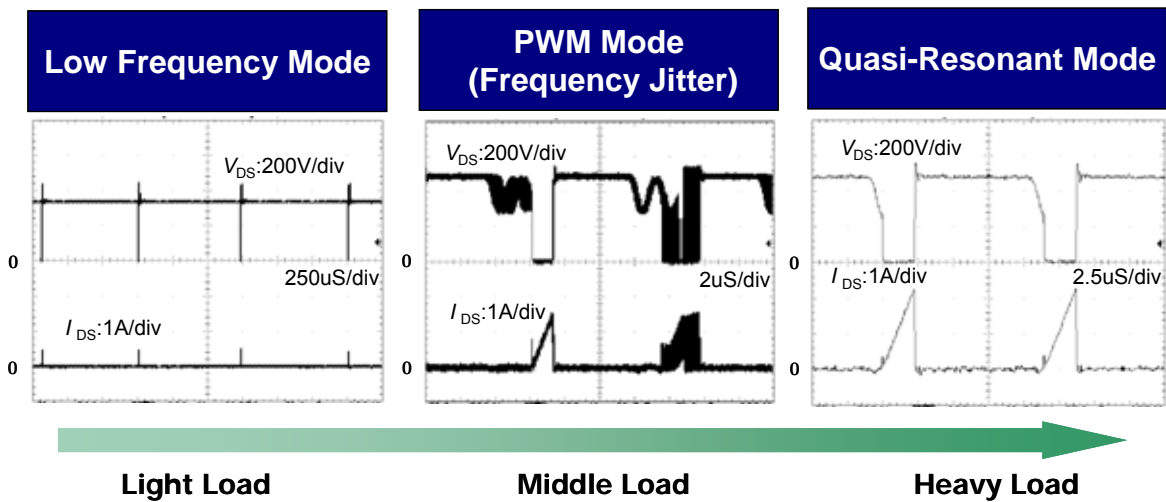 Low Frequency Mode
PWM Mode
(Frequency Jitter)
Quasi-Resonant Mode
VDS:200V/div
0
250uS/div
IDS:1A/div
0
VDS:200V/div
0
2uS/div
IDS:1A/div
0
VDS:200V/div
0
IDS:1A/div
2.5uS/div
0
Light Load
Middle Load
Heavy Load